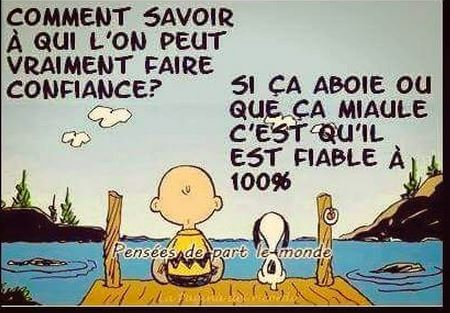 COMMENT SAVOIR
À QUI L'ON PEUT
VRAIMENT FAIRE
CONFIANCE?
SI ÇA ABOIE OU
QUE ÇA MIAULE
C'EST QU'IL
EST FIABLE À
100%
Pensées de part le monde